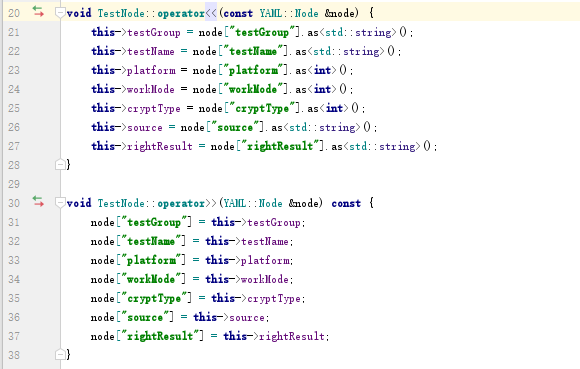 20 void TestNode::operator<<(const YAML::Node &node) {
21     this->testGroup = node["testGroup"].as<std::string>();
22     this->testName = node["testName"].as<std::string>();
23     this->platform = node["platform"].as<int>();
24     this->workMode = node["workMode"].as<int>();
25     this->cryptType = node["cryptType"].as<int>();
26     this->source = node["source"].as<std::string>();
27     this->rightResult = node["rightResult"].as<std::string>();
28 }
29
30 void TestNode::operator>>(YAML::Node &node) const {
31     node["testGroup"] = this->testGroup;
32     node["testName"] = this->testName;
33     node["platform"] = this->platform;
34     node["workMode"] = this->workMode;
35     node["cryptType"] = this->cryptType;
36     node["source"] = this->source;
37     node["rightResult"] = this->rightResult;
38 }